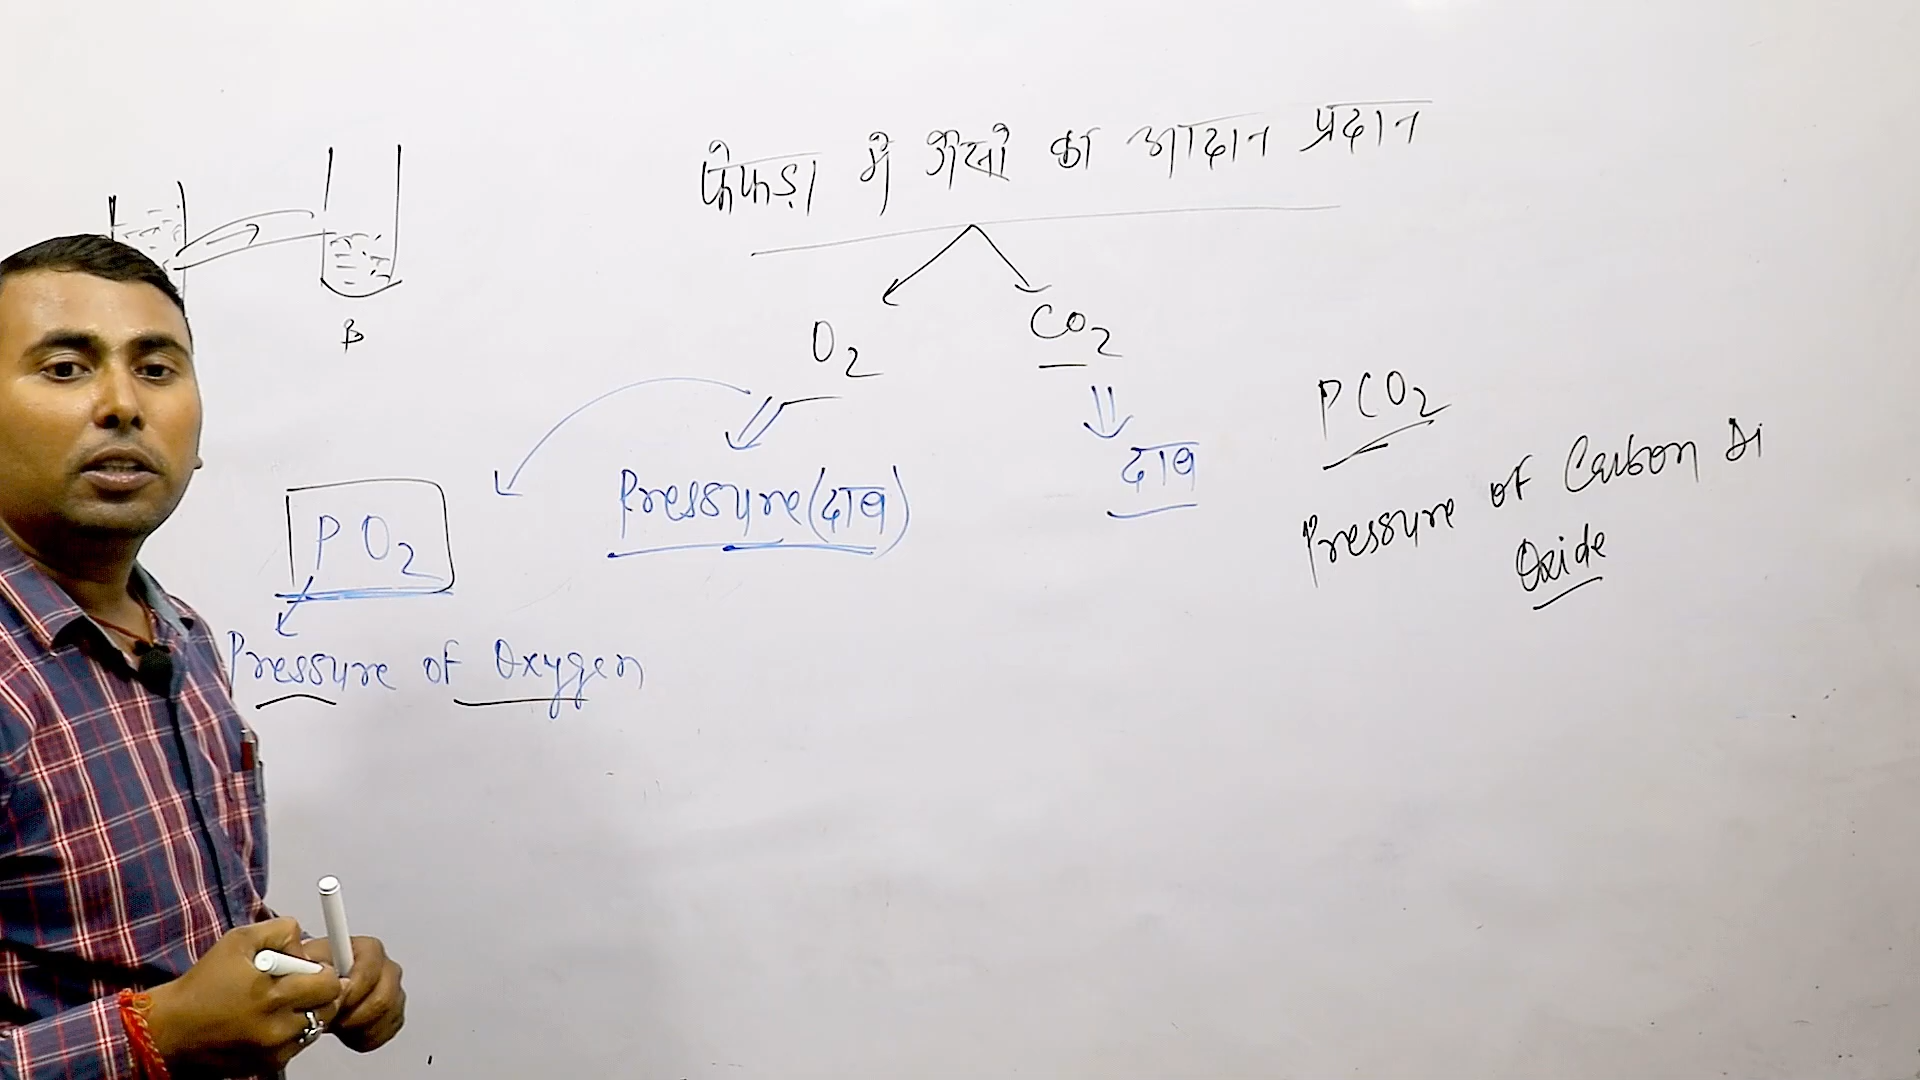 फेफड़ा में गैसों का आदान प्रदान
B
O2
CO2
PCO2
Pressure (दाब)
दाब
Pressure of Carbon di
Oxide
PO2
Pressure of Oxygen